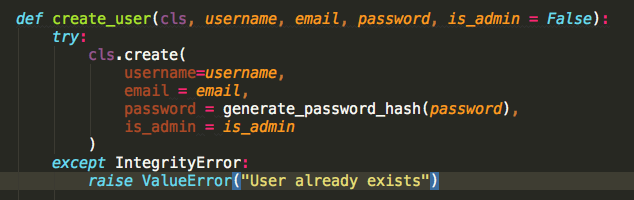 def create_user(cls, username, email, password, is_admin = False):
try:
cls.create(
username=username,
email = email,
password = generate_password_hash(password),
is_admin = is_admin
)
except IntegrityError:
raise ValueError("User already exists")